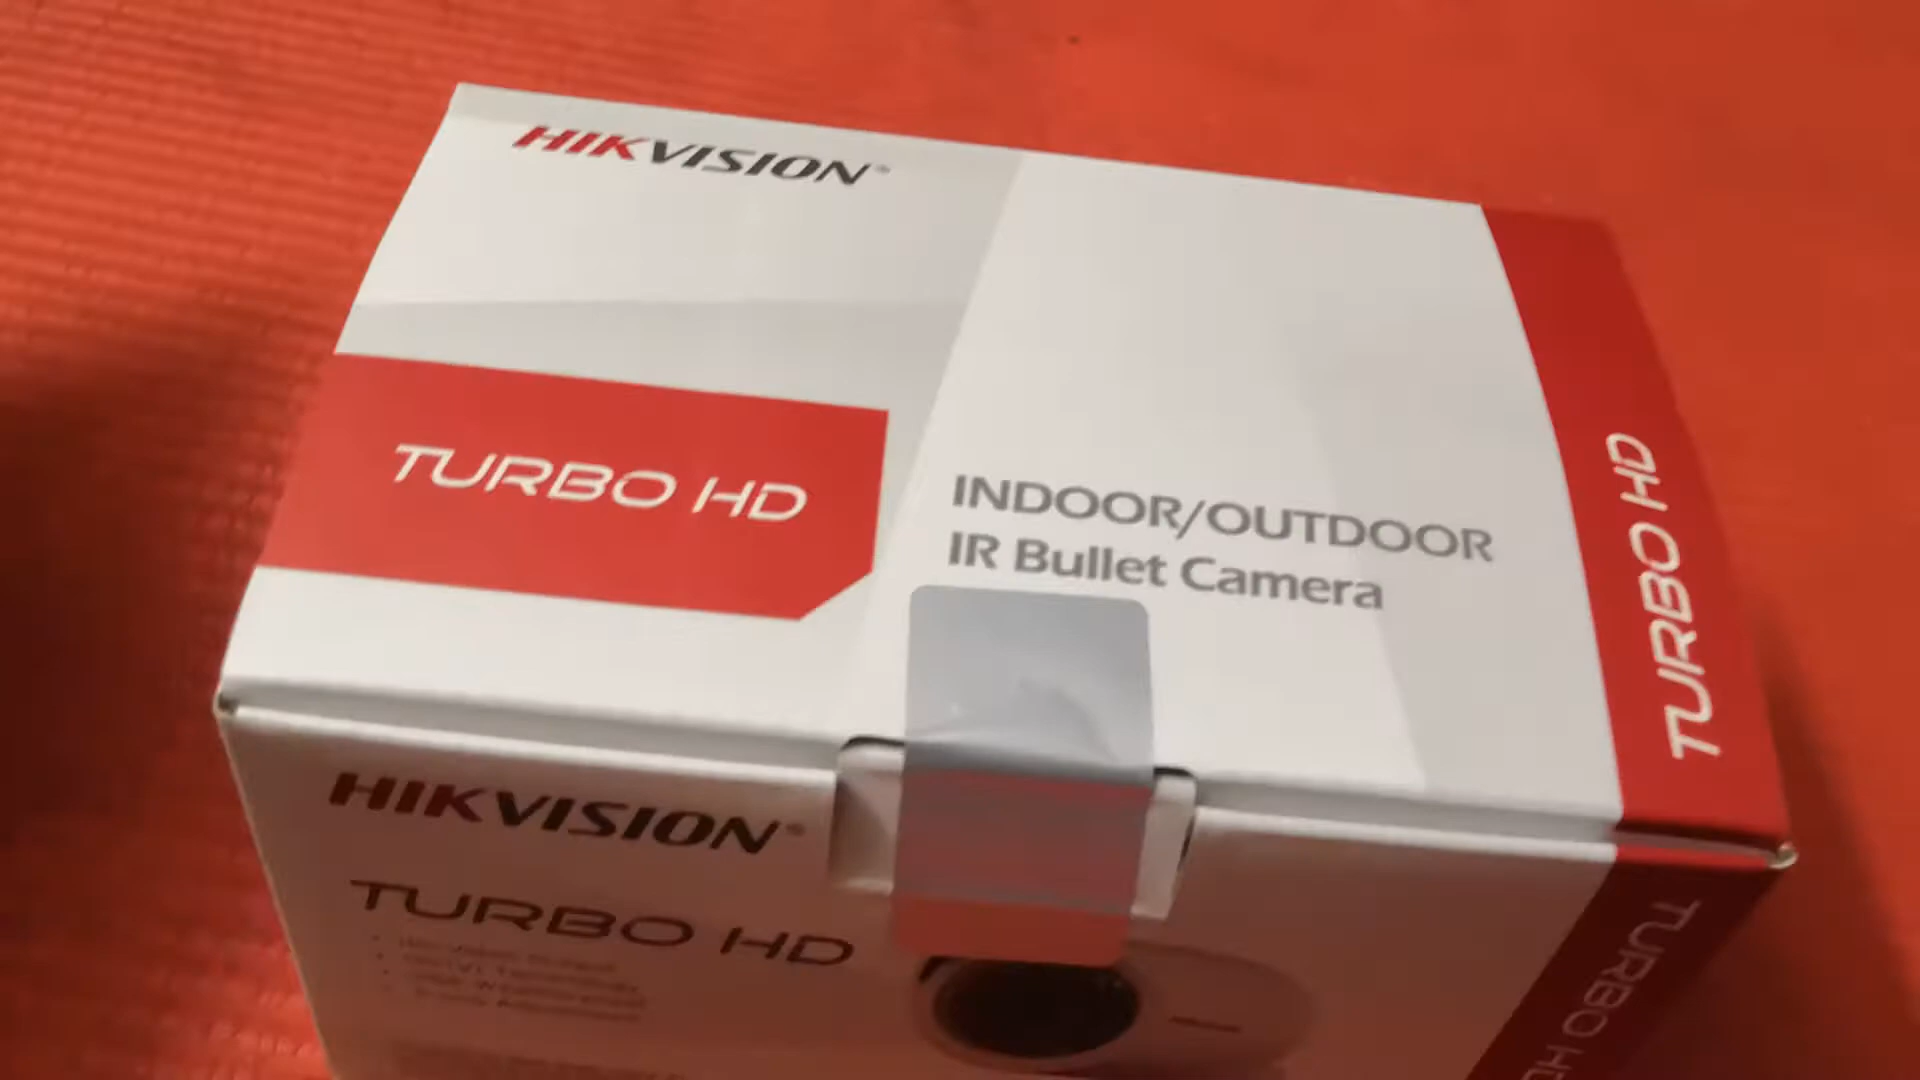 HIKVISION®
TURBO HD
INDOOR/OUTDOOR
IR Bullet Camera
TURBO HD
HIKVISION®
TURBO HD
TURBO HD